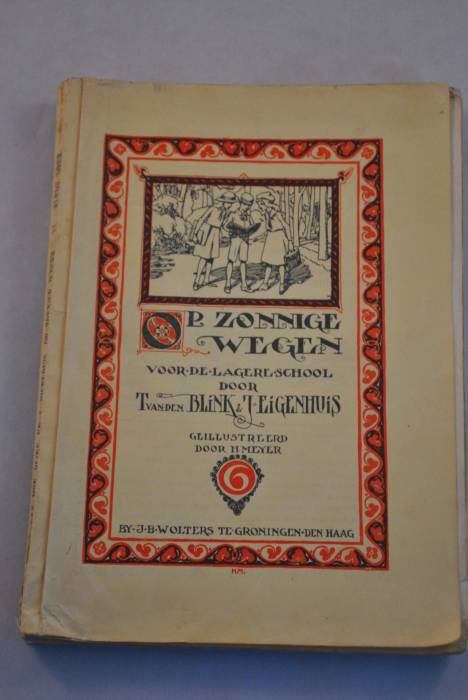 OP ZONNIGE
WEGEN
VOOR·DE·LAGERE·SCHOOL
DOOR
T·VAN·DEN BLINK & J·EIGENHUIS
GEILLUSTREERD
DOOR H MEYER
6
BY·J·B·WOLTERS TE·GRONINGEN·DEN HAAG
HM.